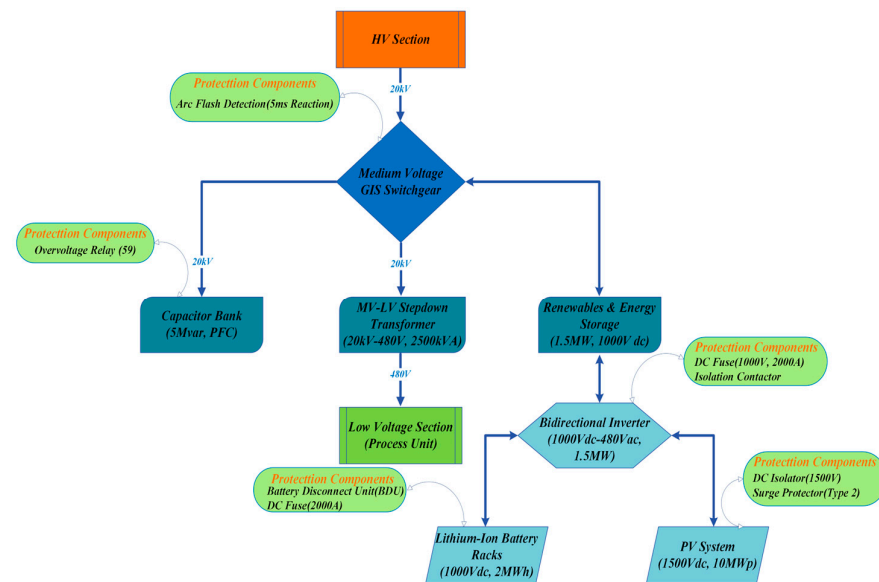 HV Section
Protecttion Components
Arc Flash Detection(5ms Reaction)
20kV
Medium Voltage
GIS Switchgear
Protecttion Components
Overvoltage Relay (59)
20kV
20kV
Capacitor Bank
(5Mvar, PFC)
MV-LV Stepdown
Transformer
(20kV-480V, 2500kVA)
Renewables & Energy
Storage
(1.5MW, 1000V dc)
Protecttion Components
DC Fuse(1000V, 2000A)
Isolation Contactor
480V
Low Voltage Section
(Process Unit)
Bidirectional Inverter
(1000Vdc-480Vac,
1.5MW)
Protecttion Components
Battery Disconnect Unit(BDU)
DC Fuse(2000A)
Protecttion Components
DC Isolator(1500V)
Surge Protector(Type 2)
Lithium-Ion Battery
Racks
(1000Vdc, 2MWh)
PV System
(1500Vdc, 10MWp)